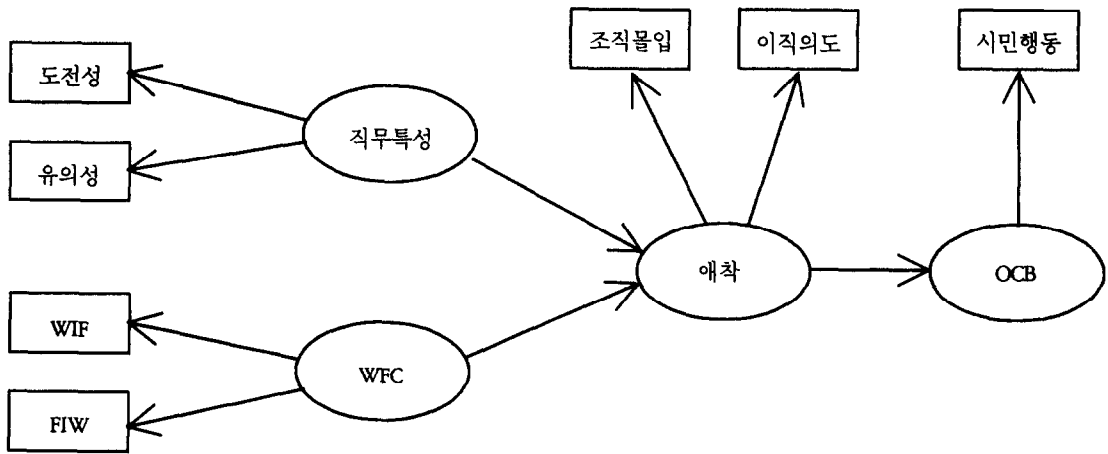 조직몰입
이직의도
시민행동
도전성
직무특성
유의성
애착
OCB
WIF
WFC
FIW